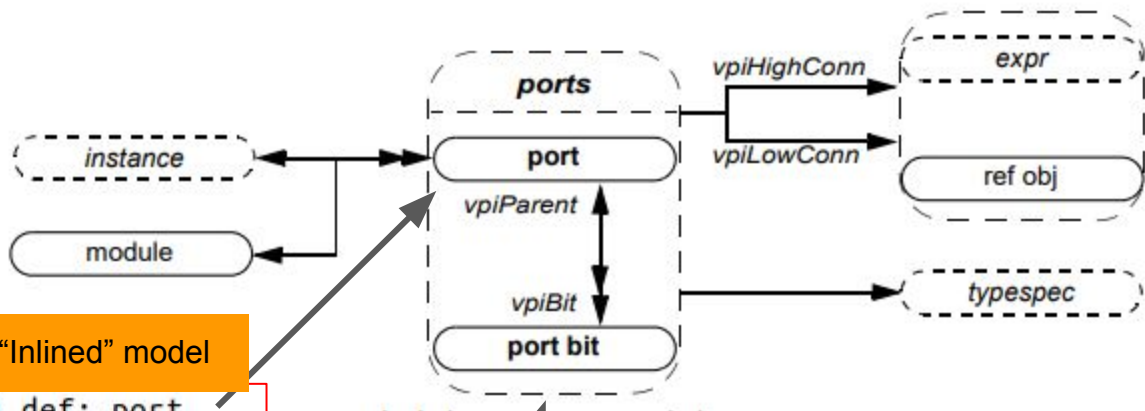 ports
vpiHighConn
expr
instance
port
vpiLowConn
ref obj
vpiParent
module
vpiBit
typespec
port bit
“Inlined” model
def: port